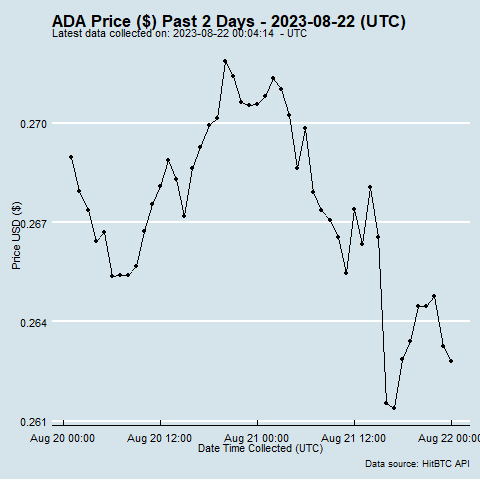 ADA Price ($) Past 2 Days - 2023-08-22 (UTC)
Latest data collected on: 2023-08-22 00:04:14 - UTC
0.270
0.267
0.264
0.261
Price USD ($)
Aug 20 00:00 Aug 20 12:00 Aug 21 00:00 Aug 21 12:00 Aug 22 00:00
Date Time Collected (UTC)
Data source: HitBTC API